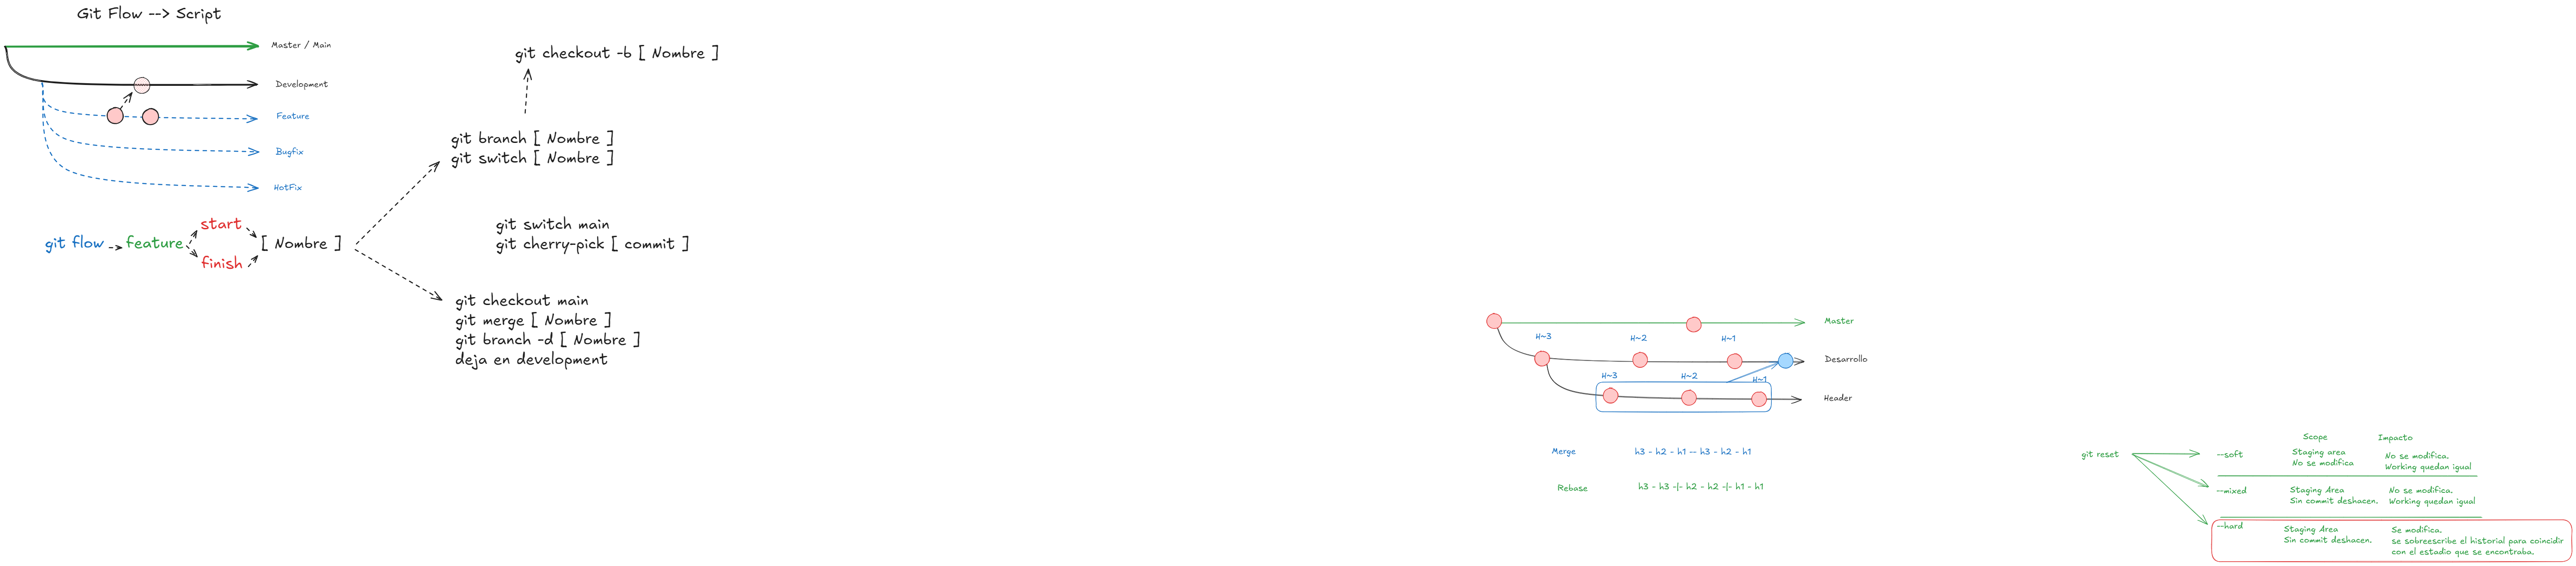 Git Flow --> Script
Master / Main
Development
Feature
Bugfix
HotFix
git flow
feature
start
finish
[ Nombre ]
git checkout -b [ Nombre ]
git branch [ Nombre ]
git switch [ Nombre ]
git switch main
git cherry-pick [ commit ]
git checkout main
git merge [ Nombre ]
git branch -d [ Nombre ]
deja en development
Master
H~3
H~2
H~1
Desarrollo
H~3
H~2
H~1
Header
Merge
h3 - h2 - h1 -- h3 - h2 - h1
Rebase
h3 - h3 -|- h2 - h2 -|- h1 - h1
git reset
Scope
Impacto
--soft
Staging area
No se modifica
No se modifica.
Working quedan igual
--mixed
Staging Area
Sin commit deshacen.
No se modifica.
Working quedan igual
--hard
Staging Area
Sin commit deshacen.
Se modifica.
se sobreescribe el historial para coincidir
con el estadio que se encontraba.